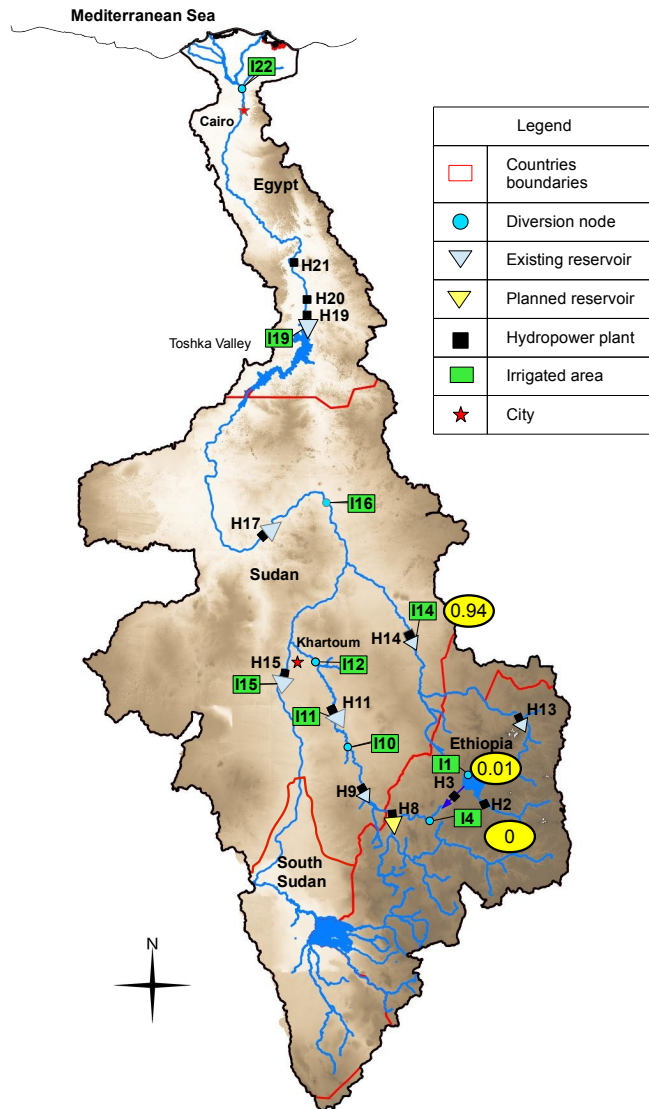 Mediterranean Sea
I22
Cairo
Egypt
H21
H20
H19
I19
Toshka Valley
Legend
Countries
boundaries
Diversion node
Existing reservoir
Planned reservoir
Hydropower plant
Irrigated area
City
I16
H17
Sudan
I14
0.94
H14
Khartoum
I12
H15
I15
H11
I11
H13
I10
Ethiopia
I1
0.01
H3
H9
H8
H2
I4
0
South
Sudan
N